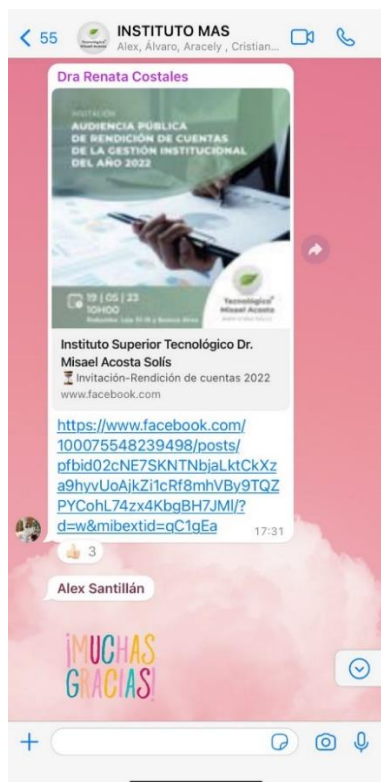 55
INSTITUTO MAS
Alex, Álvaro, Aracely , Cristian...
Dra Renata Costales
INVITACIÓN
AUDIENCIA PÚBLICA
DE RENDICIÓN DE CUENTAS
DE LA GESTIÓN INSTITUCIONAL
DEL AÑO 2022
19 | 05 | 23
10H00
Tecnológico
Misael Acosta
Instituto Superior Tecnológico Dr.
Misael Acosta Solís
⏳Invitación-Rendición de cuentas 2022
www.facebook.com
https://www.facebook.com/
100075548239498/posts/
pfbid02cNE7SKNTNbjaLktCkXz
a9hyvUoAjkZi1cRf8mhVBy9TQZ
PYCohL74zx4KbgBH7JMl/?
d=w&mibextid=qC1gEa
17:31
👍🏻 3
Alex Santillán
¡MUCHAS
GRACIAS!